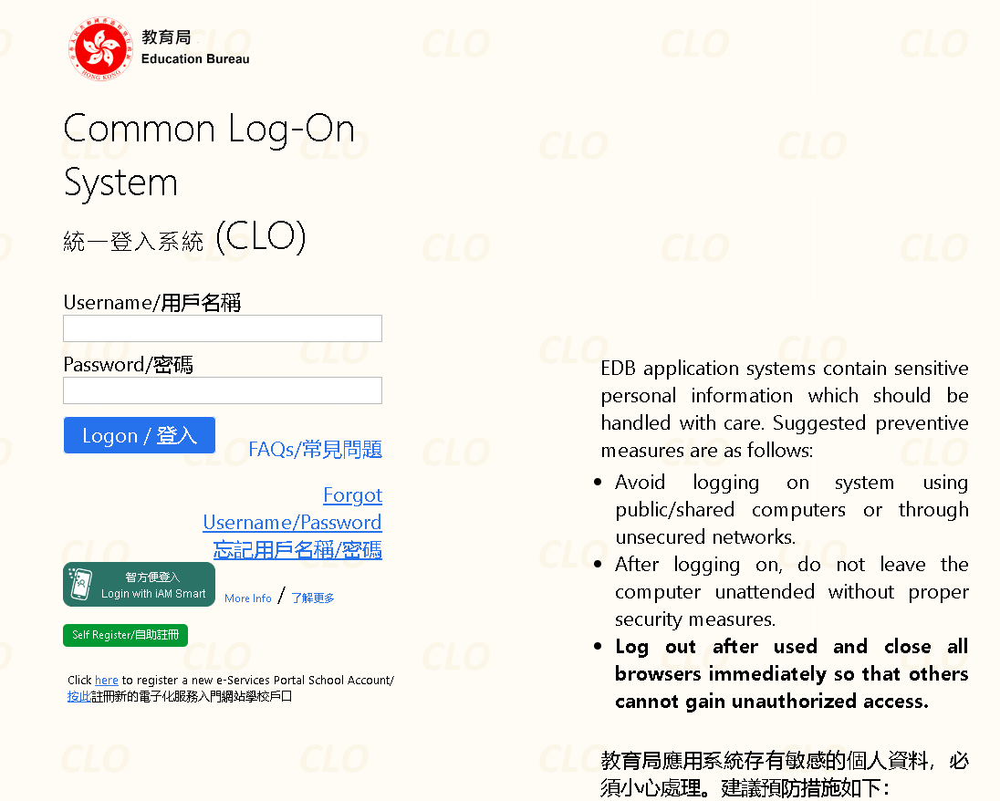 教育局
Education Bureau
Common Log-On
System
統一登入系統 (CLO)
Username/用戶名稱
Password/密碼
Logon / 登入
FAQs/常見問題
Forgot
Username/Password
忘記用戶名稱/密碼
智方便登入
Login with iAM Smart
More Info / 了解更多
Self Register/自助註冊
Click here to register a new e-Services Portal School Account/
按此註冊新的電子化服務入門網站學校戶口
EDB application systems contain sensitive
personal information which should be
handled with care. Suggested preventive
measures are as follows:
• Avoid logging on system using
public/shared computers or through
unsecured networks.
• After logging on, do not leave the
computer unattended without proper
security measures.
• Log out after used and close all
browsers immediately so that others
cannot gain unauthorized access.
教育局應用系統存有敏感的個人資料，必
須小心處理。建議預防措施如下：